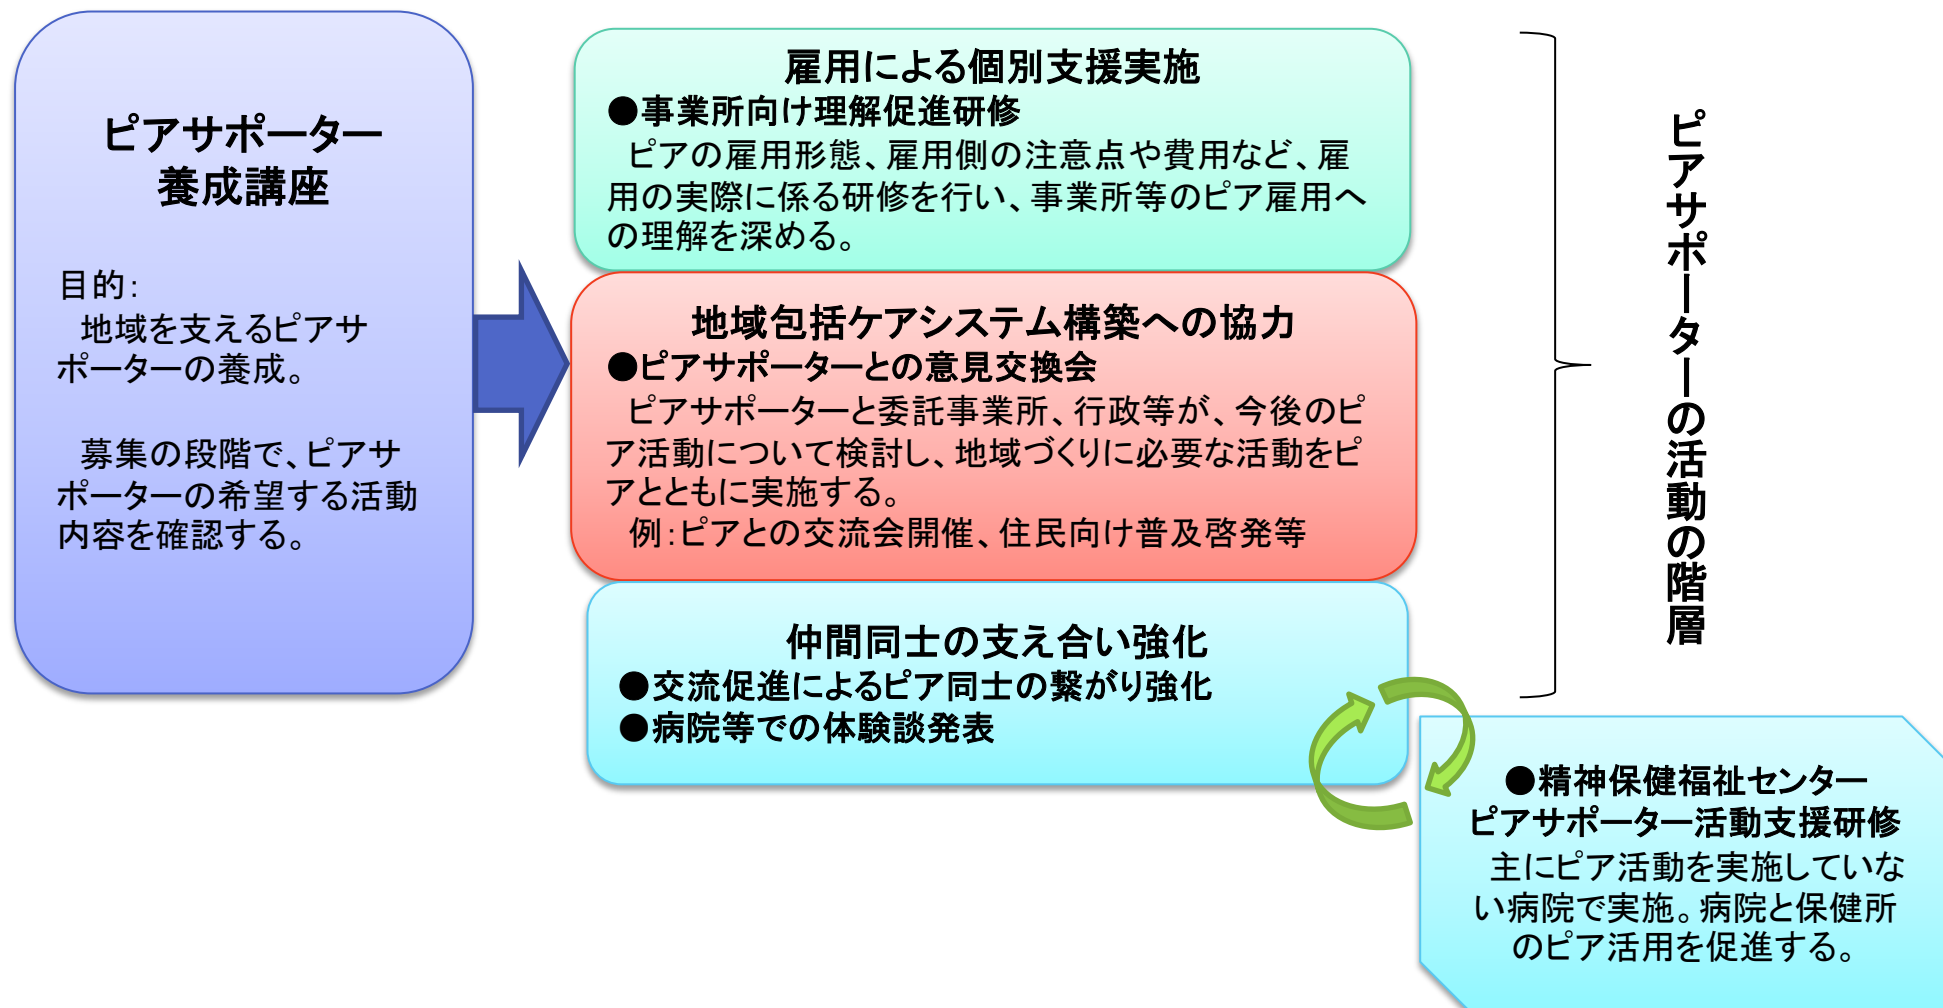 ピアサポーター
養成講座
目的：
地域を支えるピアサ
ポーターの養成。
募集の段階で、ピアサ
ポーターの希望する活動
内容を確認する。
雇用による個別支援実施
●事業所向け理解促進研修
ピアの雇用形態、雇用側の注意点や費用など、雇
用の実際に係る研修を行い、事業所等のピア雇用へ
の理解を深める。
地域包括ケアシステム構築への協力
●ピアサポーターとの意見交換会
ピアサポーターと委託事業所、行政等が、今後のピ
ア活動について検討し、地域づくりに必要な活動をピ
アとともに実施する。
例：ピアとの交流会開催、住民向け普及啓発等
仲間同士の支え合い強化
●交流促進によるピア同士の繋がり強化
●病院等での体験談発表
ピアサポーターの活動の階層
●精神保健福祉センター
ピアサポーター活動支援研修
主にピア活動を実施していな
い病院で実施。病院と保健所
のピア活用を促進する。